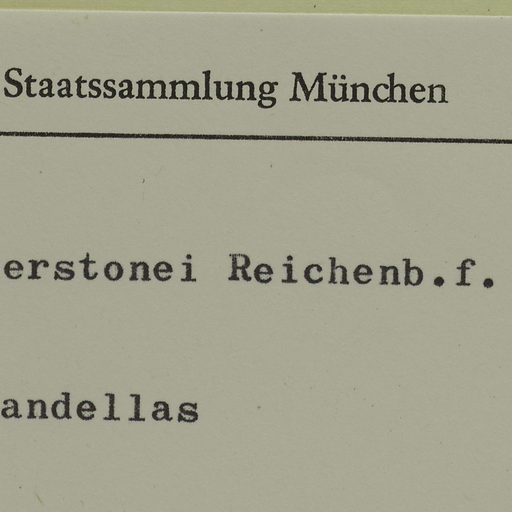 Staatssammlung München
erstonei Reichenb.f.
andellas